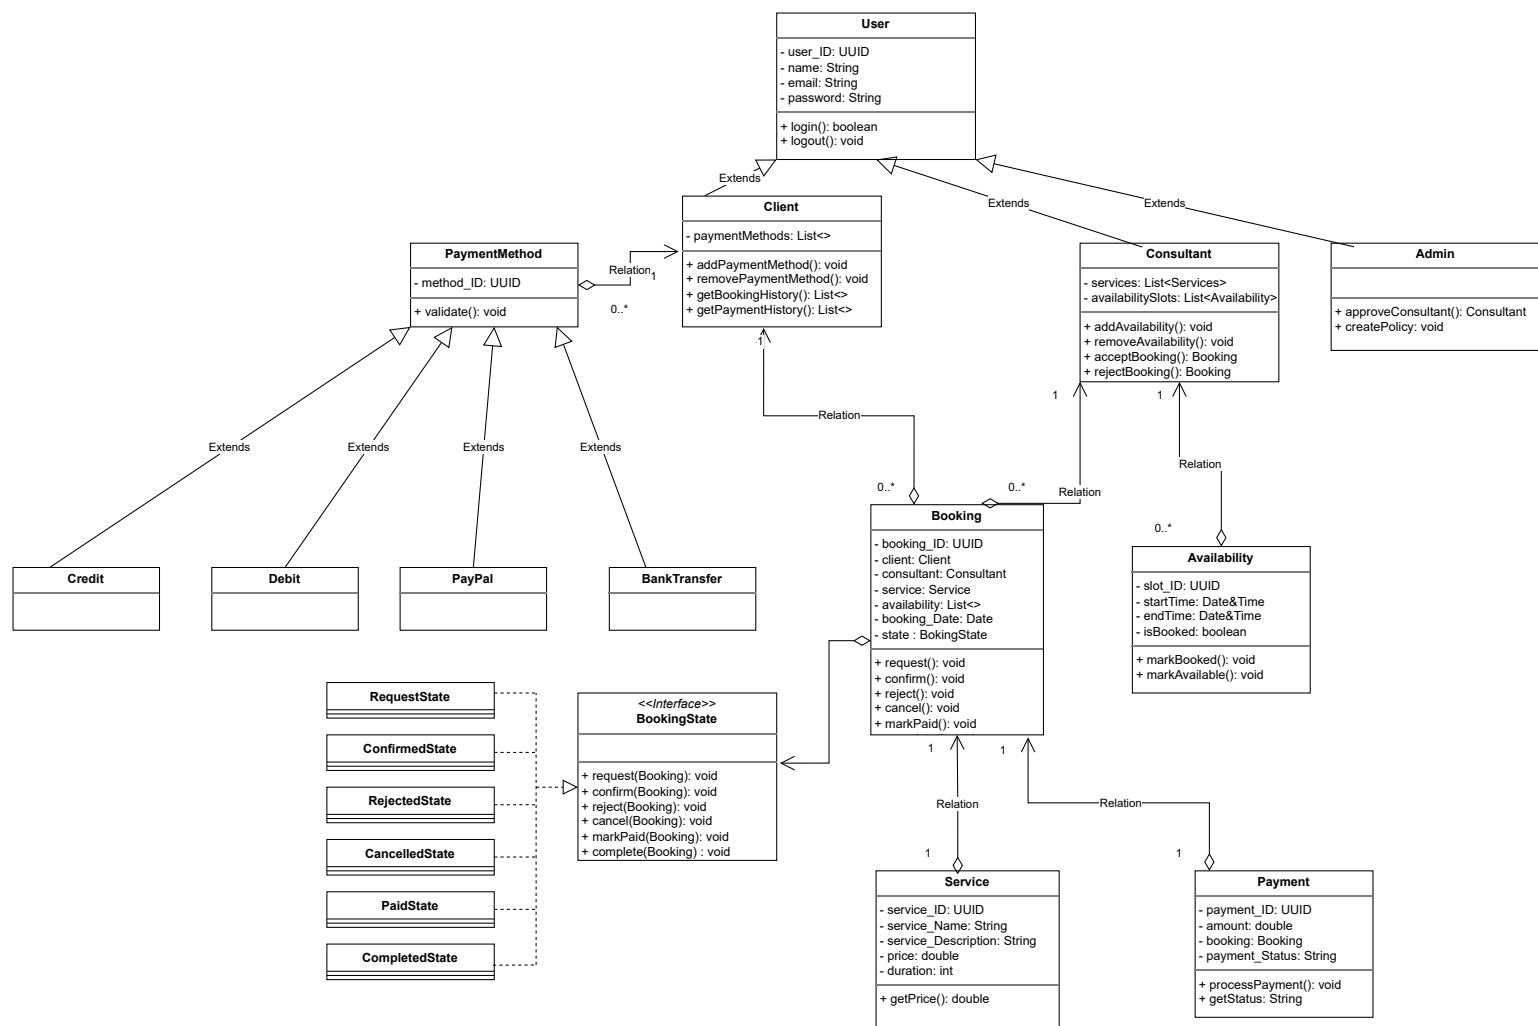 User
- user_ID: UUID
- name: String
- email: String
- password: String
+ login(): boolean
+ logout(): void
Extends
Extends
Extends
Client
- paymentMethods: List<>
+ addPaymentMethod(): void
+ removePaymentMethod(): void
+ getBookingHistory(): List<>
+ getPaymentHistory(): List<>
PaymentMethod
- method_ID: UUID
+ validate(): void
Relation
1
0..*
Consultant
- services: List<Services>
- availabilitySlots: List<Availability>
+ addAvailability(): void
+ removeAvailability(): void
+ acceptBooking(): Booking
+ rejectBooking(): Booking
Admin
+ approveConsultant(): Consultant
+ createPolicy: void
1
1
1
Relation
Extends
Extends
Extends
Extends
Relation
0..*
0..*
Relation
0..*
Credit
Debit
PayPal
BankTransfer
Booking
- booking_ID: UUID
- client: Client
- consultant: Consultant
- service: Service
- availability: List<>
- booking_Date: Date
- state : BokingState
+ request(): void
+ confirm(): void
+ reject(): void
+ cancel(): void
+ markPaid(): void
Availability
- slot_ID: UUID
- startTime: Date&Time
- endTime: Date&Time
- isBooked: boolean
+ markBooked(): void
+ markAvailable(): void
RequestState
ConfirmedState
RejectedState
CancelledState
PaidState
CompletedState
<<Interface>>
BookingState
+ request(Booking): void
+ confirm(Booking): void
+ reject(Booking): void
+ cancel(Booking): void
+ markPaid(Booking): void
+ complete(Booking) : void
1
1
Relation
Relation
1
1
Service
- service_ID: UUID
- service_Name: String
- service_Description: String
- price: double
- duration: int
+ getPrice(): double
Payment
- payment_ID: UUID
- amount: double
- booking: Booking
- payment_Status: String
+ processPayment(): void
+ getStatus: String